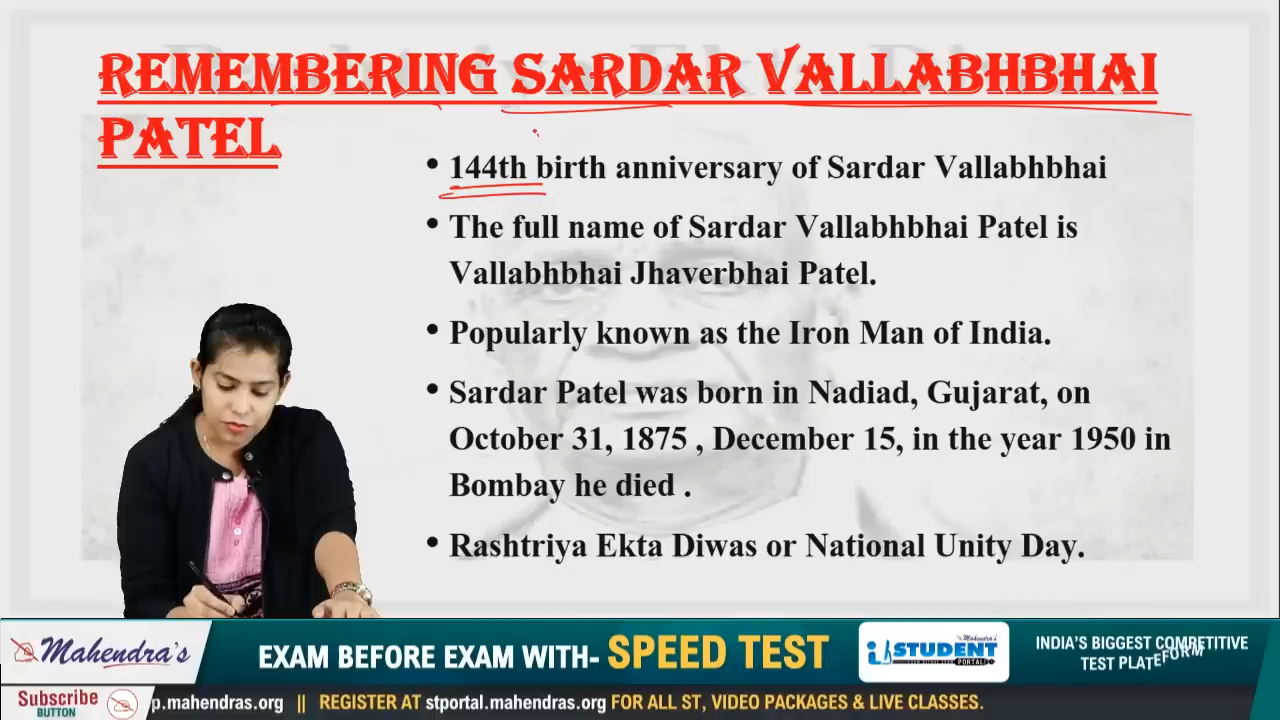 REMEMBERING SARDAR VALLABHBHAI
PATEL
• 144th birth anniversary of Sardar Vallabhbhai
• The full name of Sardar Vallabhbhai Patel is
Vallabhbhai Jhaverbhai Patel.
• Popularly known as the Iron Man of India.
• Sardar Patel was born in Nadiad, Gujarat, on
October 31, 1875 , December 15, in the year 1950 in
Bombay he died .
• Rashtriya Ekta Diwas or National Unity Day.
Mahendra's
EXAM BEFORE EXAM WITH- SPEED TEST
Mahendra's
STUDENT
PORTAL
INDIA'S BIGGEST COMPETITIVE
TEST PLATEFORM
Subscribe
BUTTON
p.mahendras.org || REGISTER AT stportal.mahendras.org FOR ALL ST, VIDEO PACKAGES & LIVE CLASSES.